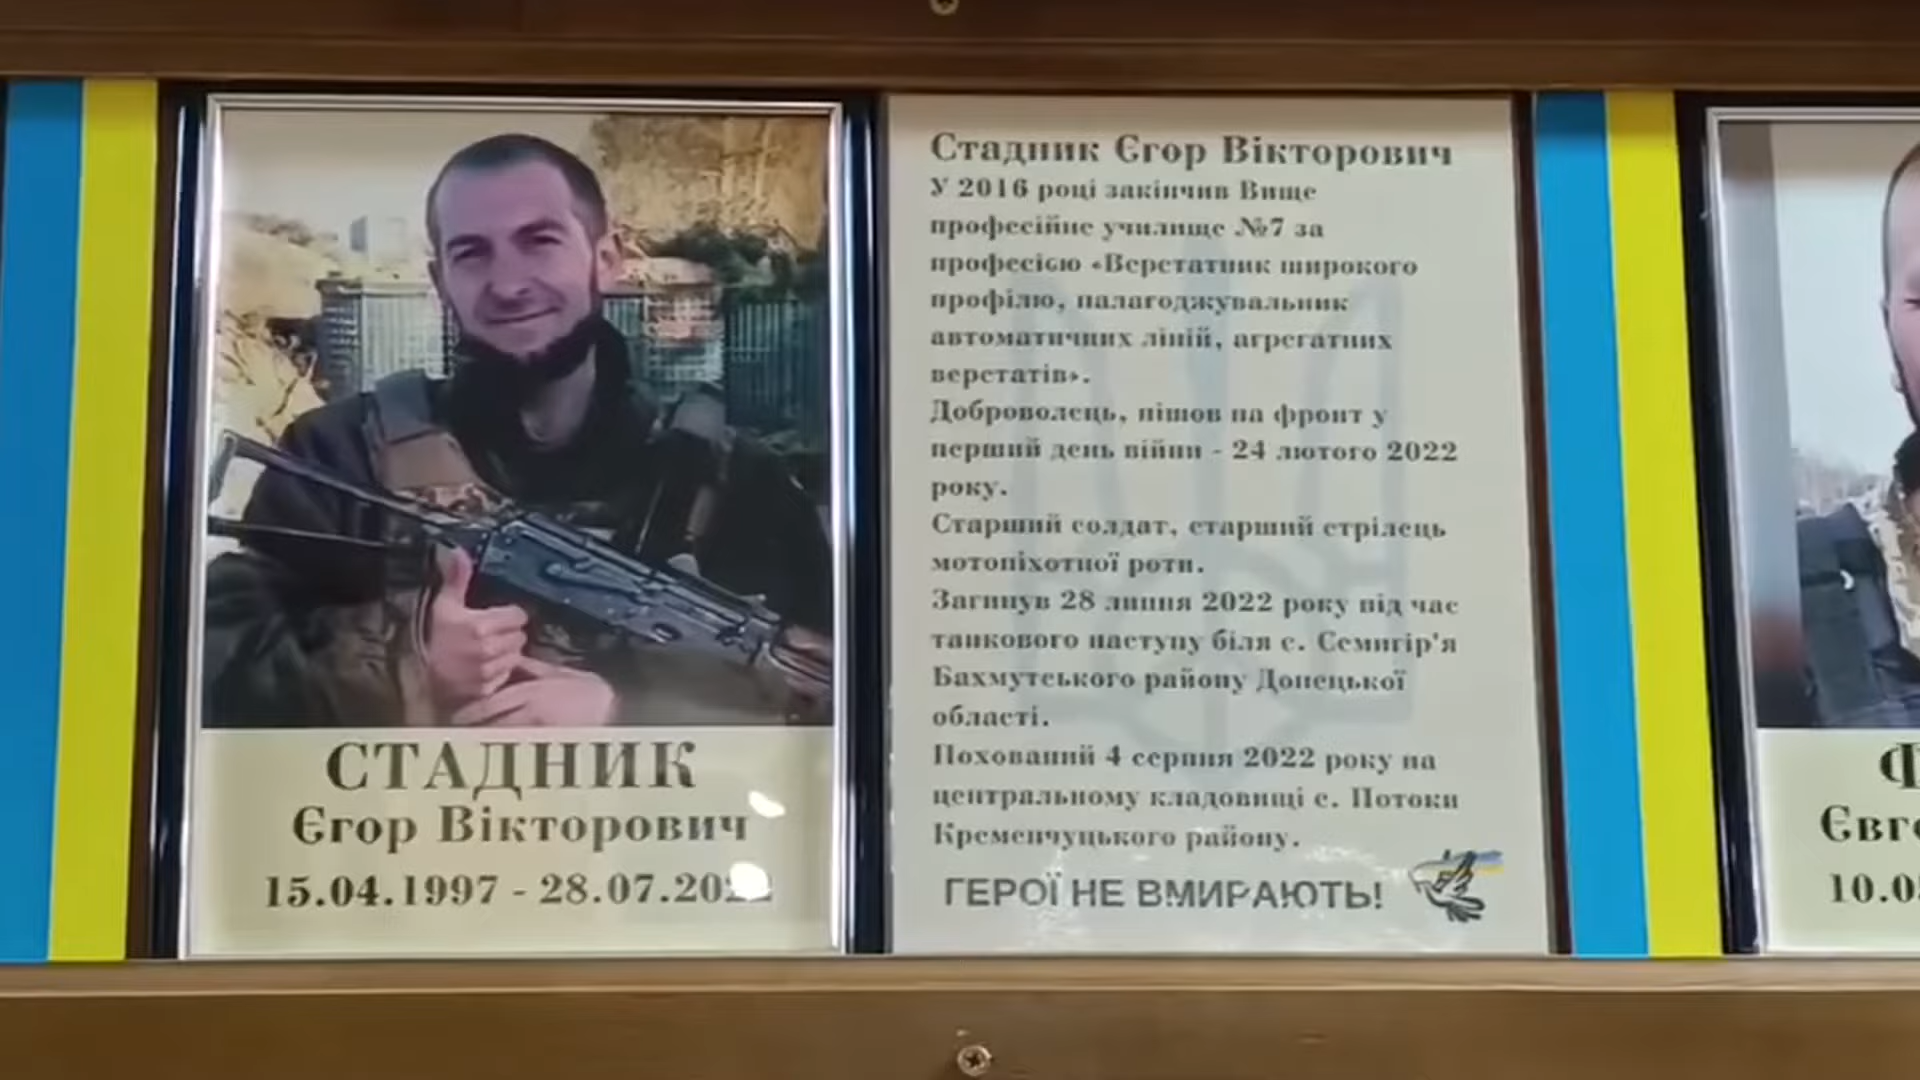 СТАДНИК
Єгор Вікторович
15.04.1997 - 28.07.2022
Стадник Єгор Вікторович
У 2016 році закінчив Вище
професійне училище №7 за
професією «Верстатник широкого
профілю, налагоджувальник
автоматичних ліній, агрегатних
верстатів».
Доброволець, пішов на фронт у
перший день війни - 24 лютого 2022
року.
Старший солдат, старший стрілець
мотопіхотної роти.
Загинув 28 липня 2022 року під час
танкового наступу біля с. Семигір'я
Бахмутського району Донецької
області.
Похований 4 серпня 2022 року на
центральному кладовищі с. Потоки
Кременчуцького району.
ГЕРОЇ НЕ ВМИРАЮТЬ!